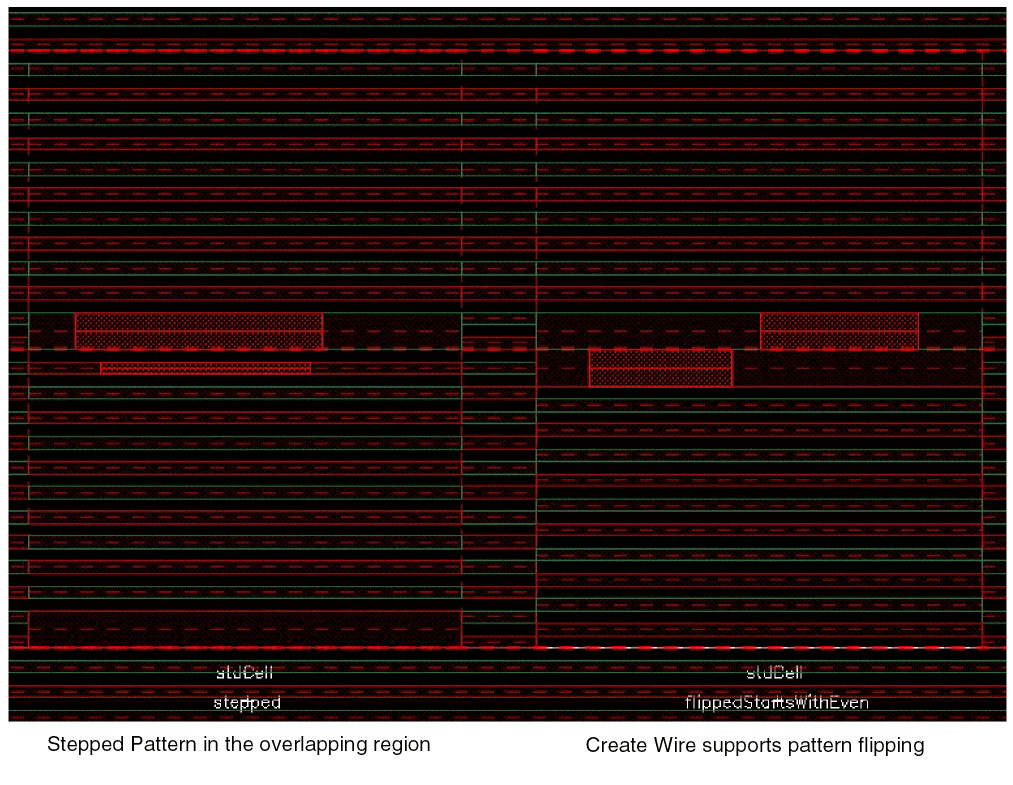 stdCell
stdCell
stepped
flippedStartsWithEven
Stepped Pattern in the overlapping region
Create Wire supports pattern flipping